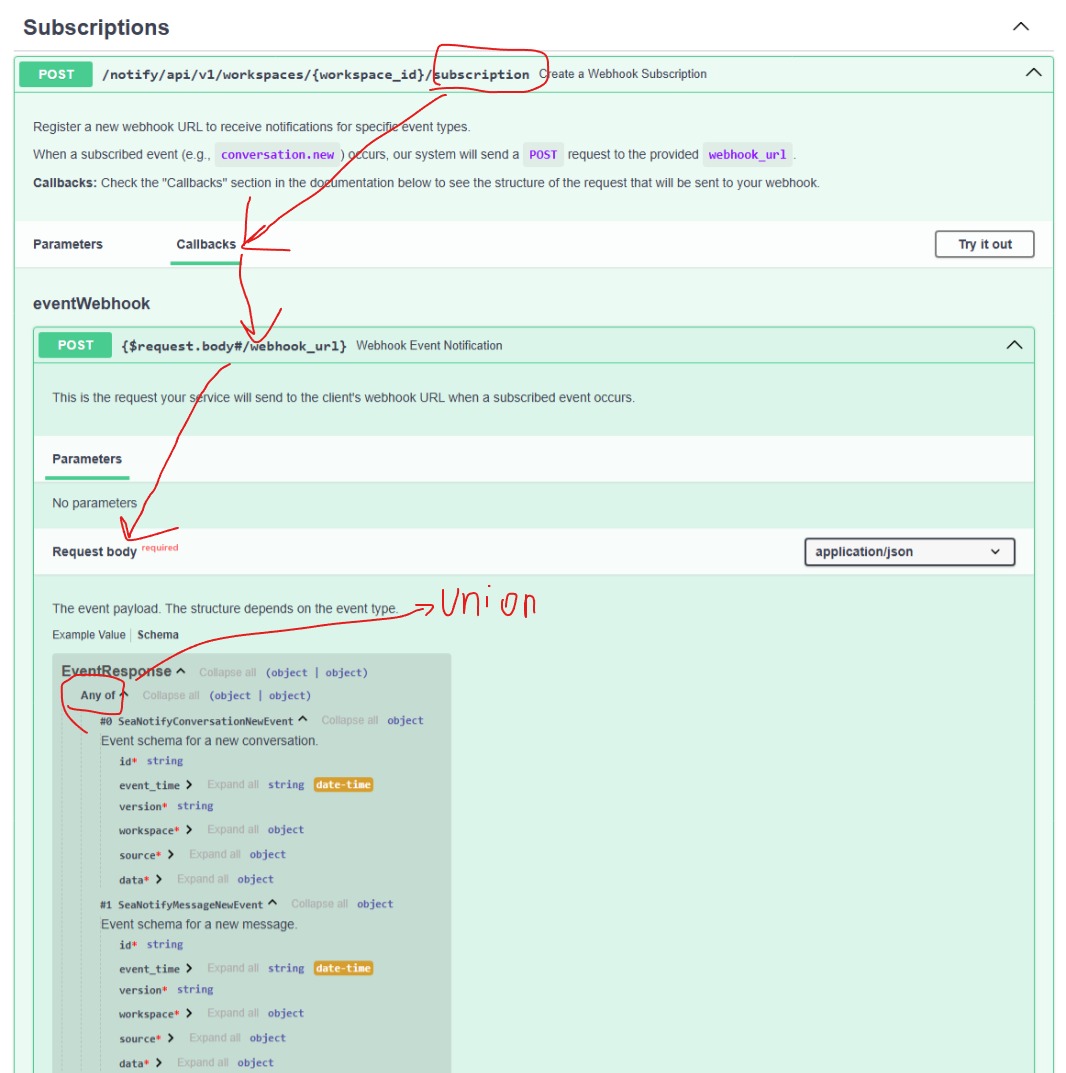 Subscriptions
POST /notify/api/v1/workspaces/{workspace_id}/subscription Create a Webhook Subscription
Register a new webhook URL to receive notifications for specific event types.
When a subscribed event (e.g., conversation.new ) occurs, our system will send a POST request to the provided webhook_url .
Callbacks: Check the "Callbacks" section in the documentation below to see the structure of the request that will be sent to your webhook.
Parameters Callbacks Try it out
eventWebhook
POST {$request.body#/webhook_url} Webhook Event Notification
This is the request your service will send to the client's webhook URL when a subscribed event occurs.
Parameters
No parameters
Request body required application/json
The event payload. The structure depends on the event type. Union
Example Value Schema
EventResponse Collapse all (object | object)
Any of Collapse all (object | object)
#0 SeaNotifyConversationNewEvent Collapse all object
Event schema for a new conversation.
id* string
event_time Expand all string date-time
version* string
workspace* Expand all object
source* Expand all object
data* Expand all object
#1 SeaNotifyMessageNewEvent Collapse all object
Event schema for a new message.
id* string
event_time Expand all string date-time
version* string
workspace* Expand all object
source* Expand all object
data* Expand all object